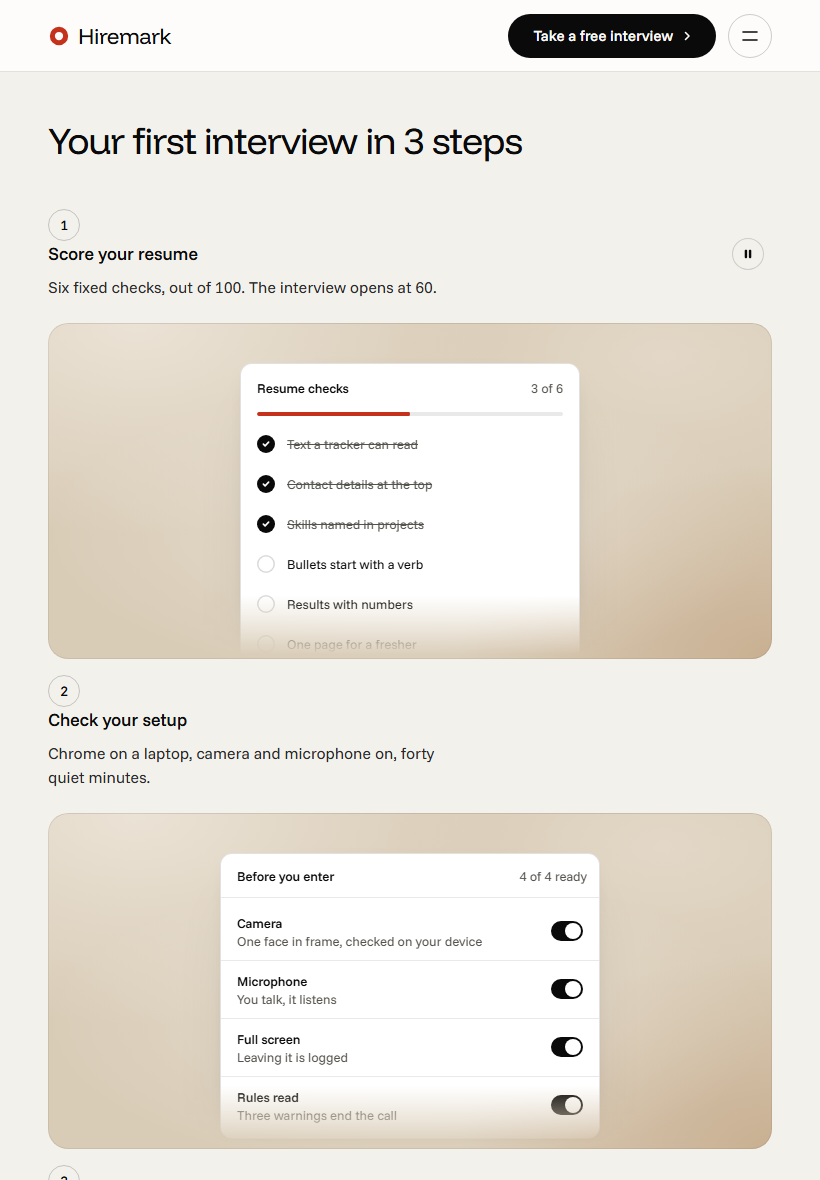 Hiremark
Take a free interview
Your first interview in 3 steps
1
Score your resume
Six fixed checks, out of 100. The interview opens at 60.
Resume checks
3 of 6
Text a tracker can read
Contact details at the top
Skills named in projects
Bullets start with a verb
Results with numbers
One page for a fresher
2
Check your setup
Chrome on a laptop, camera and microphone on, forty
quiet minutes.
Before you enter
4 of 4 ready
Camera
One face in frame, checked on your device
Microphone
You talk, it listens
Full screen
Leaving it is logged
Rules read
Three warnings end the call